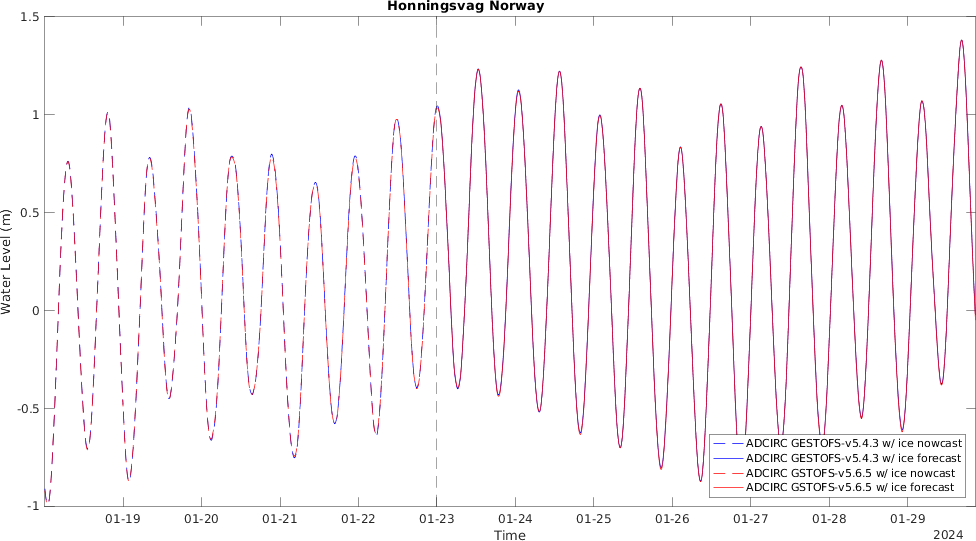 Honningsvag Norway
1.5
1
0.5
0
-0.5
-1
Water Level (m)
ADCIRC GESTOFS-v5.4.3 w/ ice nowcast
ADCIRC GESTOFS-v5.4.3 w/ ice forecast
ADCIRC GSTOFS-v5.6.5 w/ ice nowcast
ADCIRC GSTOFS-v5.6.5 w/ ice forecast
01-19 01-20 01-21 01-22 01-23 01-24 01-25 01-26 01-27 01-28 01-29
Time
2024